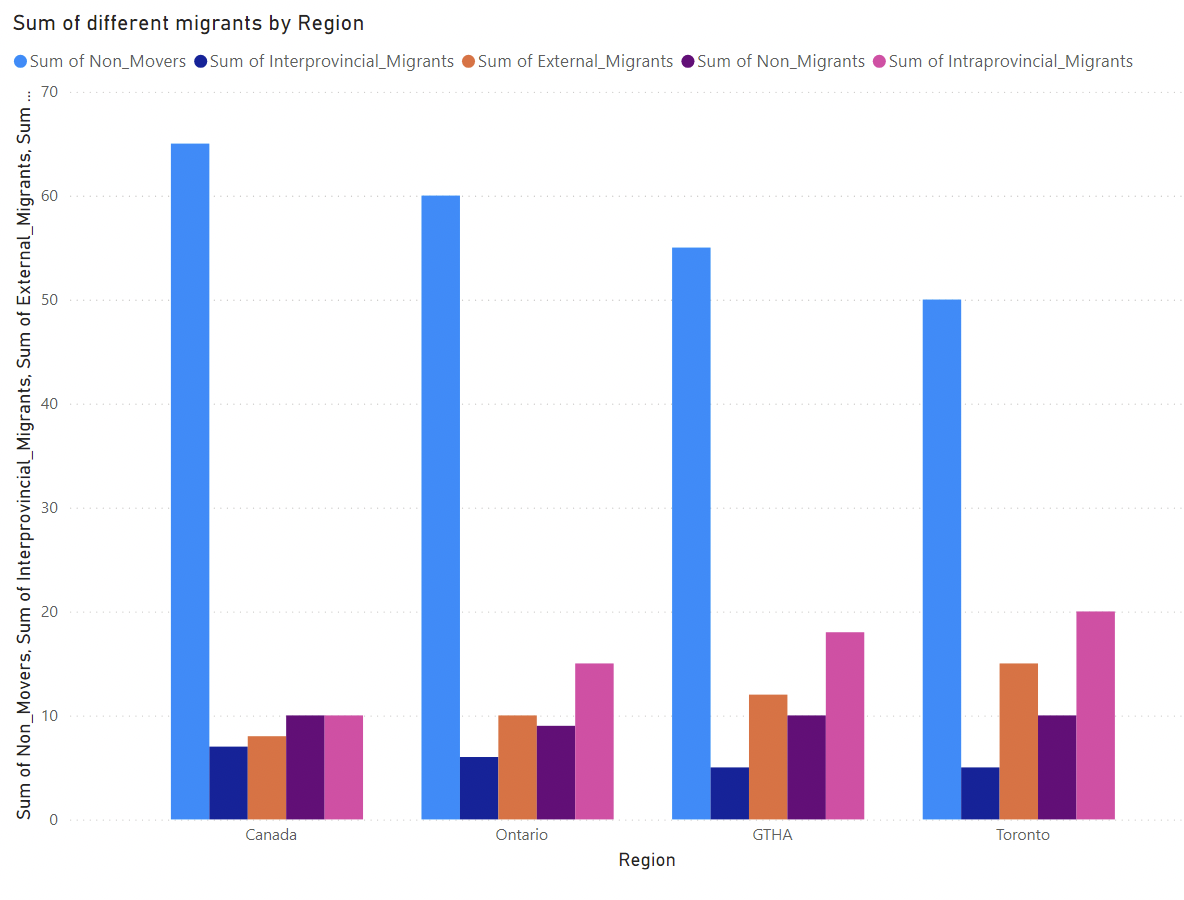 Sum of different migrants by Region
Sum of Non_Movers Sum of Interprovincial_Migrants Sum of External_Migrants Sum of Non_Migrants Sum of Intraprovincial_Migrants
Sum of Non_Movers, Sum of Interprovincial_Migrants, Sum of External_Migrants, Sum ...
70
60
50
40
30
20
10
0
Canada Ontario GTHA Toronto
Region